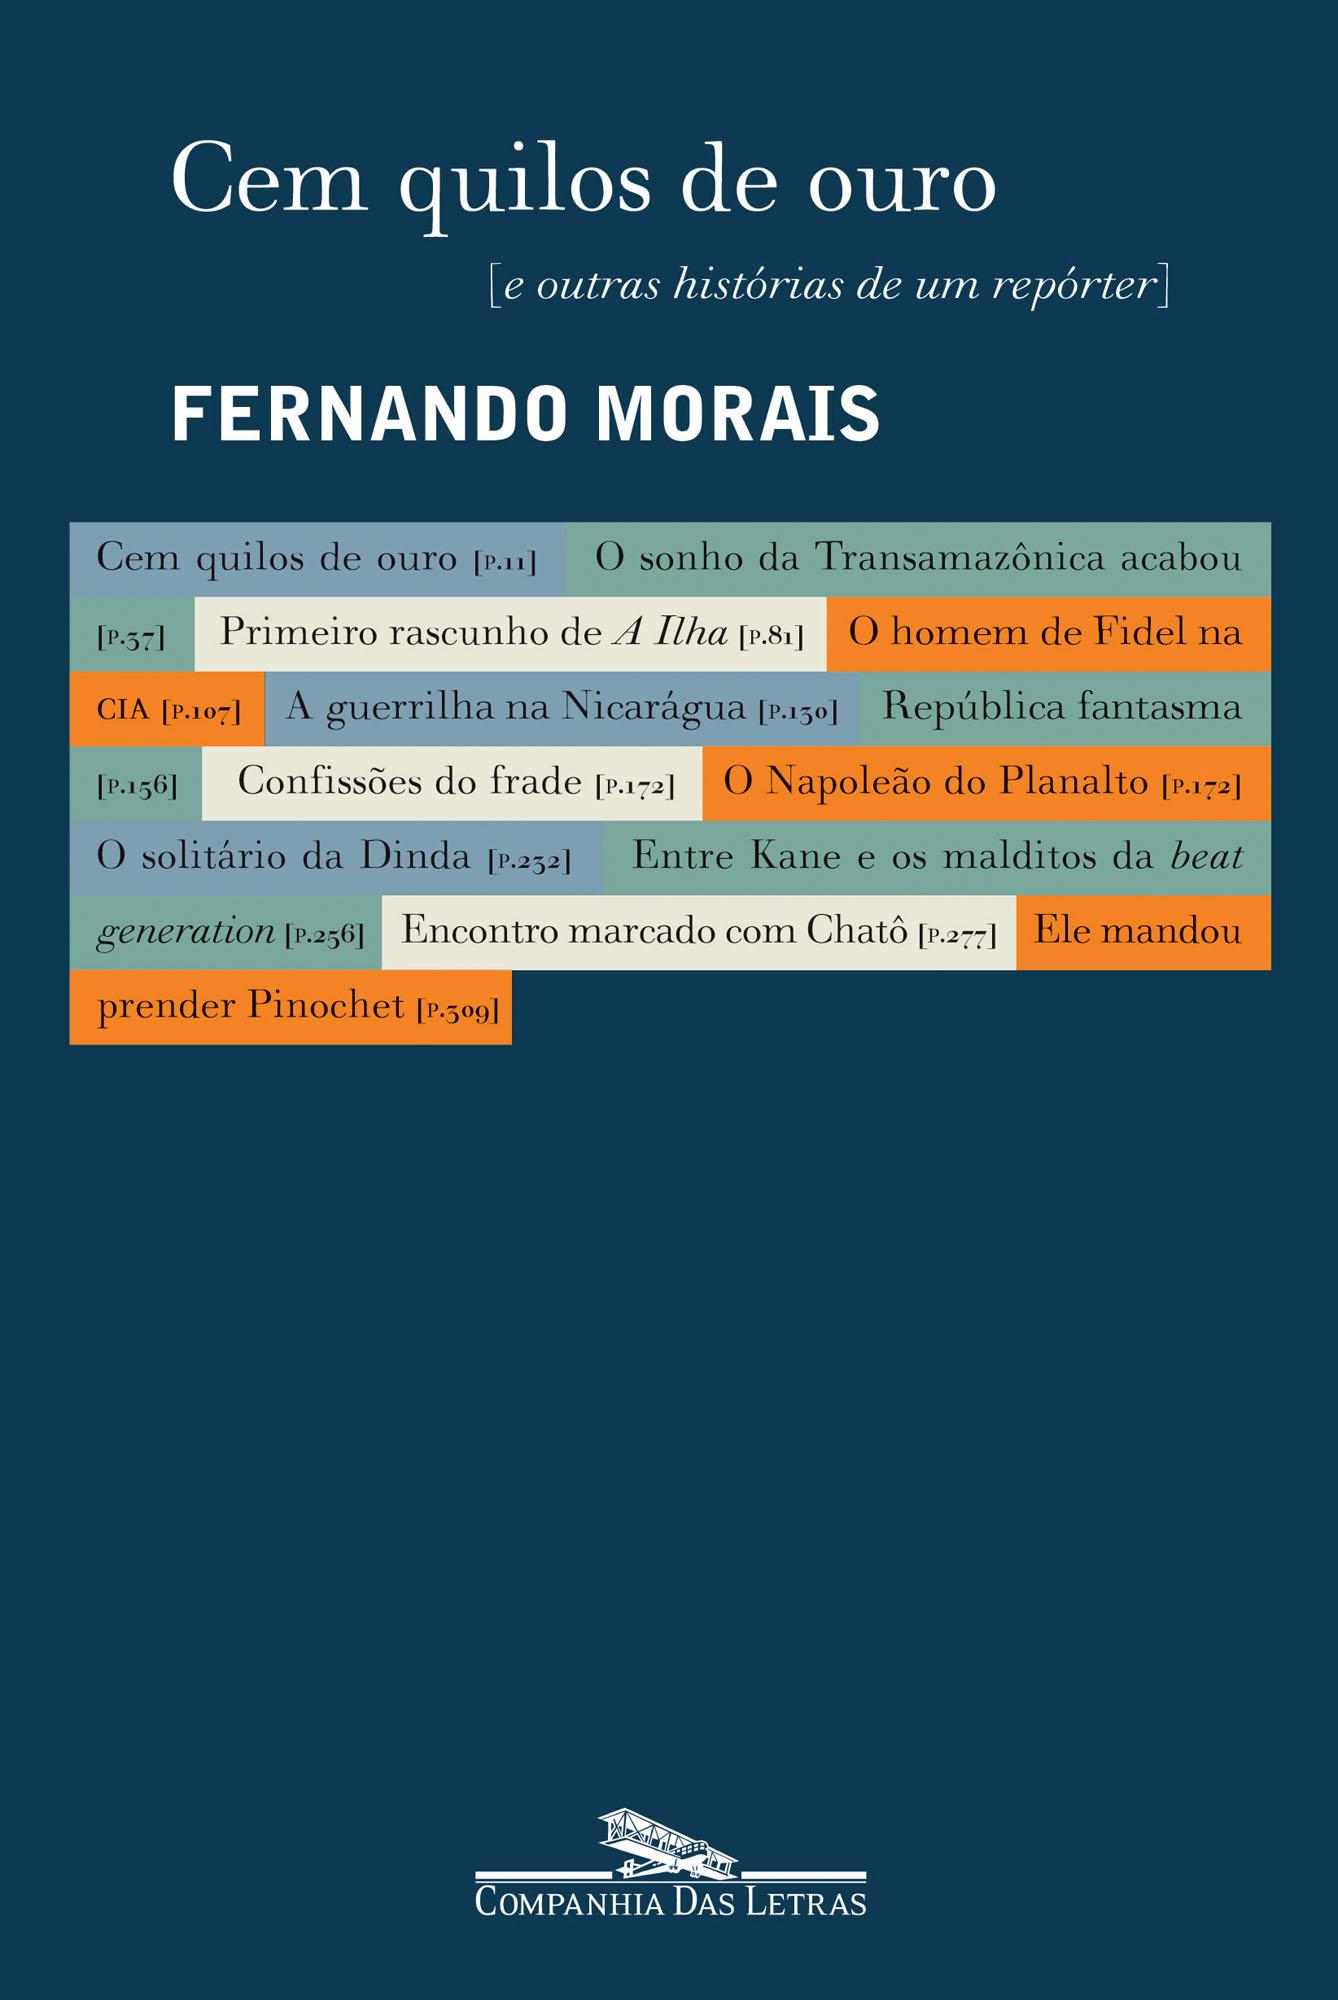 Cem quilos de ouro
[e outras histórias de um repórter]
FERNANDO MORAIS
Cem quilos de ouro [P.11] O sonho da Transamazônica acabou
[P.37] Primeiro rascunho de A Ilha [P.81] O homem de Fidel na
CIA [P.107] A guerrilha na Nicarágua [P.130] República fantasma
[P.156] Confissões do frade [P.172] O Napoleão do Planalto [P.172]
O solitário da Dinda [P.232] Entre Kane e os malditos da beat
generation [P.256] Encontro marcado com Chatô [P.277] Ele mandou
prender Pinochet [P.309]
COMPANHIA DAS LETRAS